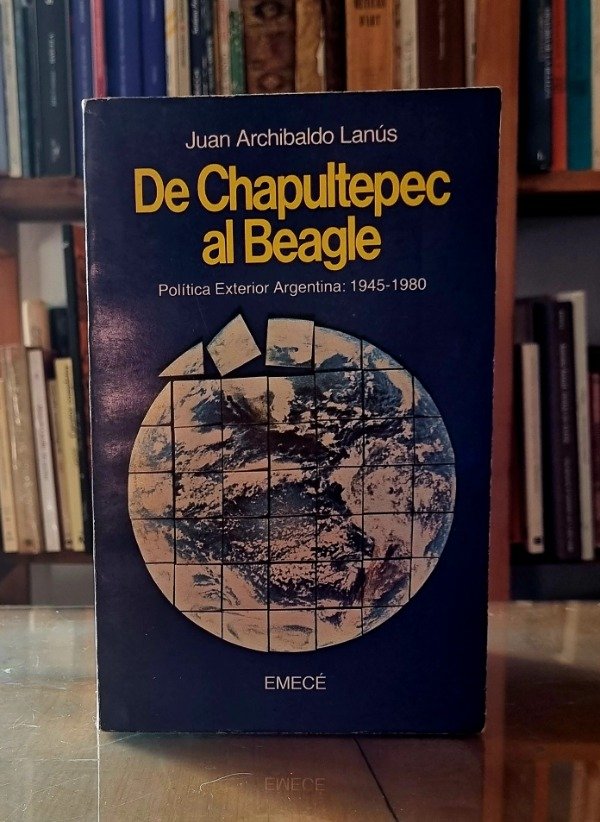 Juan Archibaldo Lanús
De Chapultepec
al Beagle
Política Exterior Argentina: 1945-1980
EMECÉ